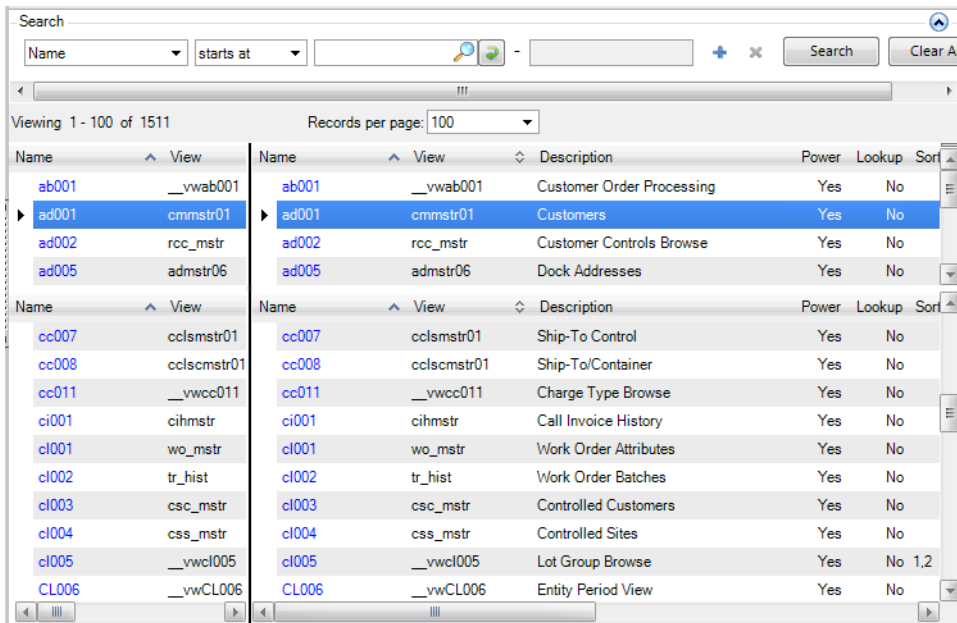 Search
Name starts at - Search Clear A
Viewing 1 - 100 of 1511 Records per page: 100
Name View Name View Description Power Lookup Sort
ab001 __vwab001 ab001 __vwab001 Customer Order Processing Yes No
ad001 cmmstr01 ad001 cmmstr01 Customers Yes No
ad002 rcc_mstr ad002 rcc_mstr Customer Controls Browse Yes No
ad005 admstr06 ad005 admstr06 Dock Addresses Yes No
Name View Name View Description Power Lookup Sort
cc007 cclsmstr01 cc007 cclsmstr01 Ship-To Control Yes No
cc008 cclscmstr01 cc008 cclscmstr01 Ship-To/Container Yes No
cc011 __vwcc011 cc011 __vwcc011 Charge Type Browse Yes No
ci001 cihmstr ci001 cihmstr Call Invoice History Yes No
cl001 wo_mstr cl001 wo_mstr Work Order Attributes Yes No
cl002 tr_hist cl002 tr_hist Work Order Batches Yes No
cl003 csc_mstr cl003 csc_mstr Controlled Customers Yes No
cl004 css_mstr cl004 css_mstr Controlled Sites Yes No
cl005 __vwcl005 cl005 __vwcl005 Lot Group Browse Yes No 1,2
CL006 __vwCL006 CL006 __vwCL006 Entity Period View Yes No